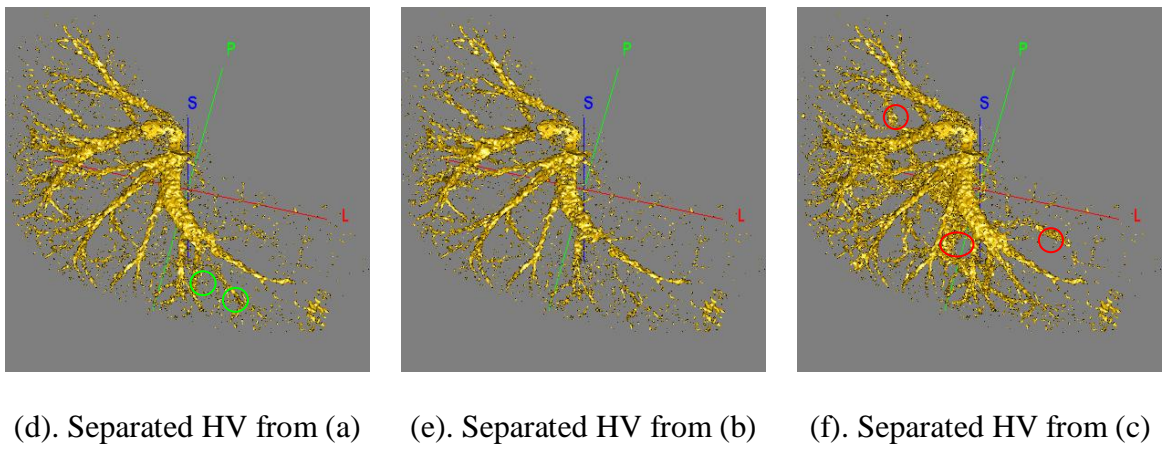 P
S
L
P
S
L
P
S
L
(d). Separated HV from (a)
(e). Separated HV from (b)
(f). Separated HV from (c)